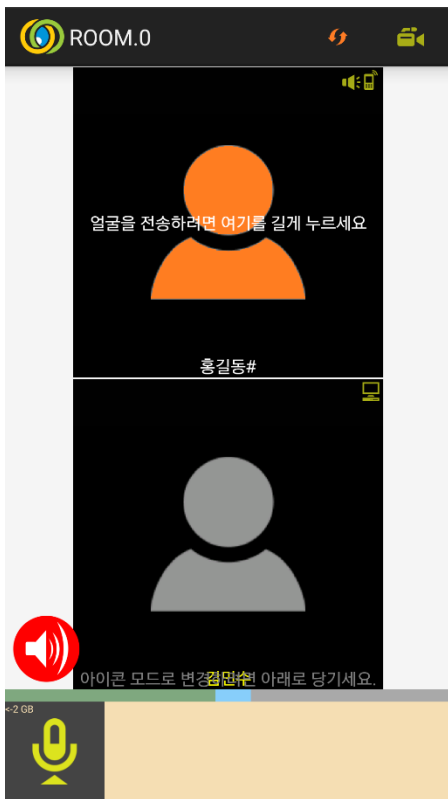 ROOM.0
얼굴을 전송하려면 여기를 길게 누르세요
홍길동#
김민수
아이콘 모드로 변경하려면 아래로 당기세요.
<-2 GB